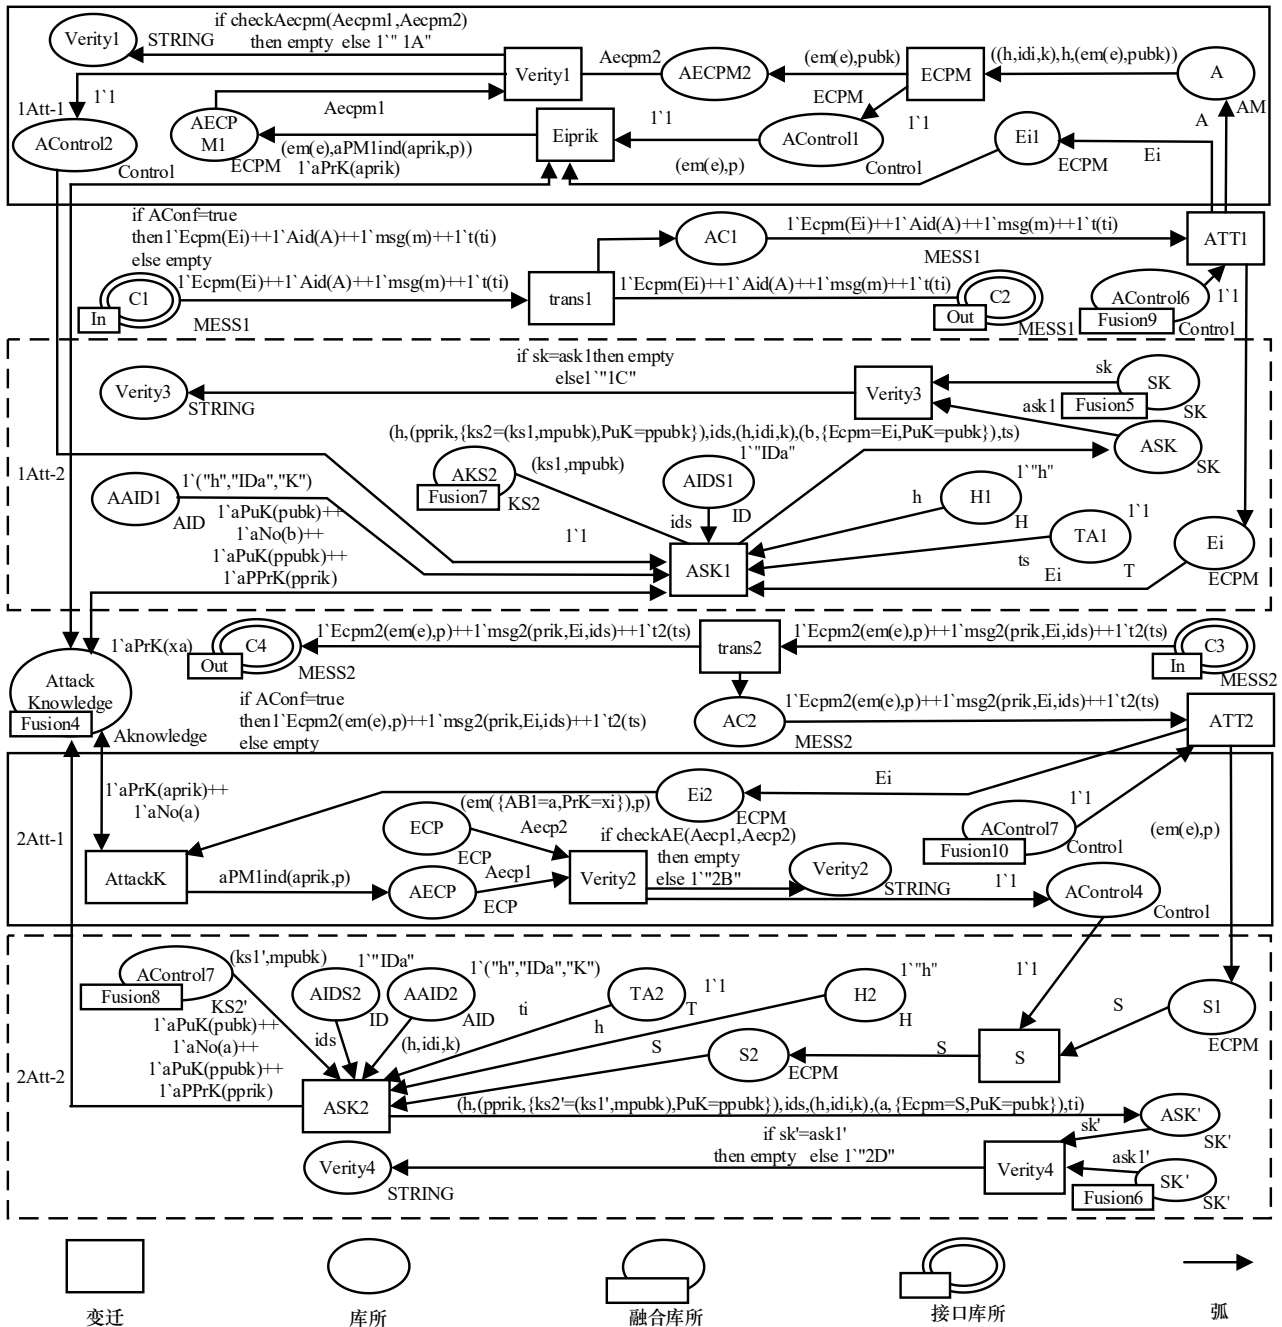 if checkAecpm(Aecpm1,Aecpm2)
then empty  else 1`" 1A"
Verity1
STRING
Aecpm2
AECPM2
ECPM
(em(e),pubk)
ECPM
((h,idi,k),h,(em(e),pubk))
A
AM
Verity1
1`1
1Att-1
AControl2
Control
AECP
M1
ECPM
Aecpm1
(em(e),aPM1ind(aprik,p))
1`aPrK(aprik)
Eiprik
1`1
AControl1
Control
1`1
(em(e),p)
Ei1
ECPM
Ei
A
if AConf=true
then1`Ecpm(Ei)++1`Aid(A)++1`msg(m)++1`t(ti)
else empty
AC1
MESS1
1`Ecpm(Ei)++1`Aid(A)++1`msg(m)++1`t(ti)
ATT1
C1
In
MESS1
1`Ecpm(Ei)++1`Aid(A)++1`msg(m)++1`t(ti)
trans1
1`Ecpm(Ei)++1`Aid(A)++1`msg(m)++1`t(ti)
C2
Out
MESS1
AControl6
Fusion9
Control
1`1
if sk=ask1then empty
else1`"1C"
Verity3
STRING
Verity3
sk
SK
Fusion5
SK
ask1
ASK
SK
(h,(pprik,{ks2=(ks1,mpubk),PuK=ppubk}),ids,(h,idi,k),(b,{Ecpm=Ei,PuK=pubk}),ts)
1Att-2
AAID1
AID
1`("h","IDa","K")
1`aPuK(pubk)++
1`aNo(b)++
1`aPuK(ppubk)++
1`aPPrK(pprik)
AKS2
Fusion7
KS2
(ks1,mpubk)
1`"IDa"
AIDS1
ID
ids
1`1
ASK1
h
H1
1`"h"
H
ts
TA1
1`1
T
Ei
Ei
ECPM
1`aPrK(xa)
Attack
Knowledge
Fusion4
Aknowledge
C4
Out
MESS2
1`Ecpm2(em(e),p)++1`msg2(prik,Ei,ids)++1`t2(ts)
trans2
1`Ecpm2(em(e),p)++1`msg2(prik,Ei,ids)++1`t2(ts)
C3
In
MESS2
if AConf=true
then1`Ecpm2(em(e),p)++1`msg2(prik,Ei,ids)++1`t2(ts)
else empty
AC2
MESS2
1`Ecpm2(em(e),p)++1`msg2(prik,Ei,ids)++1`t2(ts)
ATT2
1`aPrK(aprik)++
1`aNo(a)
2Att-1
AttackK
aPM1ind(aprik,p)
(em({AB1=a,PrK=xi}),p)
Ei2
ECPM
Ei
ECP
ECP
Aecp2
AECP
ECP
Aecp1
Verity2
if checkAE(Aecp1,Aecp2)
then empty
else 1`"2B"
Verity2
STRING
AControl7
Fusion10
Control
1`1
(em(e),p)
1`1
AControl4
Control
AControl7
Fusion8
KS2'
(ks1',mpubk)
1`aPuK(pubk)++
1`aNo(a)++
1`aPuK(ppubk)++
1`aPPrK(pprik)
2Att-2
1`"IDa"
AIDS2
ID
ids
1`("h","IDa","K")
AAID2
AID
(h,idi,k)
ti
TA2
1`1
T
h
H2
1`"h"
H
1`1
S
S1
ECPM
S
S
S2
ECPM
S
ASK2
(h,(pprik,{ks2'=(ks1',mpubk),PuK=ppubk}),ids,(h,idi,k),(a,{Ecpm=S,PuK=pubk}),ti)
ASK'
SK'
sk'
if sk'=ask1'
then empty  else 1`"2D"
Verity4
STRING
Verity4
ask1'
SK'
Fusion6
SK'
变迁
库所
融合库所
接口库所
弧